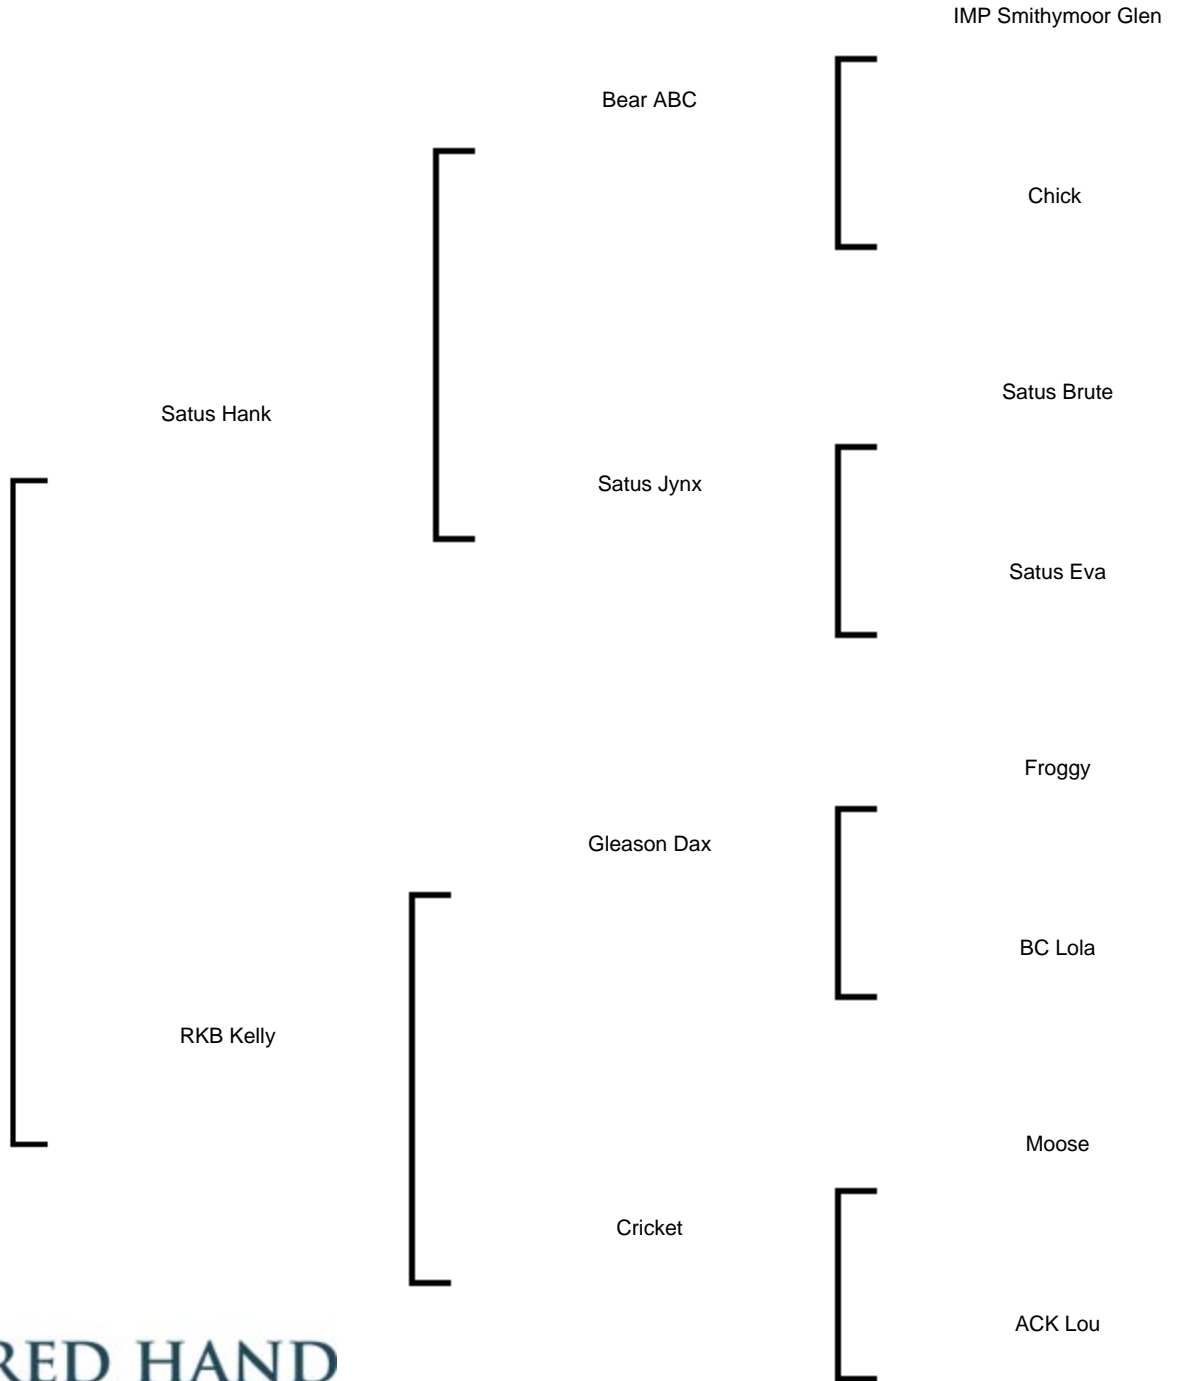 IMP Smithymoor Glen
Bear ABC
Chick
Satus Brute
Satus Hank
Satus Jynx
Satus Eva
Froggy
Gleason Dax
BC Lola
RKB Kelly
Moose
Cricket
ACK Lou
RED HAND